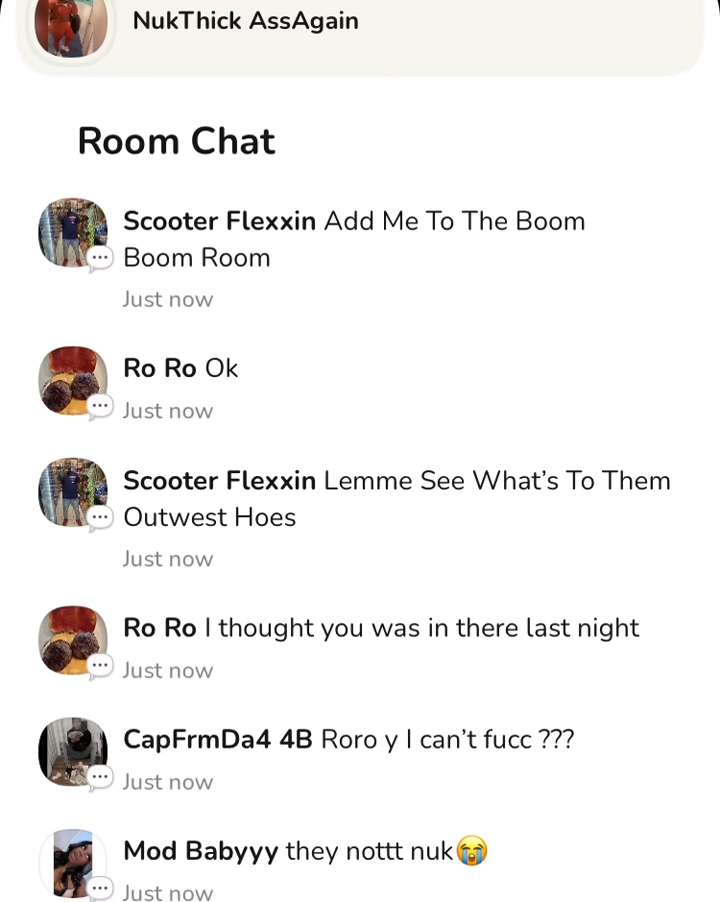 NukThick AssAgain
Room Chat
Scooter Flexxin Add Me To The Boom
Boom Room
Just now
Ro Ro Ok
Just now
Scooter Flexxin Lemme See What’s To Them
Outwest Hoes
Just now
Ro Ro I thought you was in there last night
Just now
CapFrmDa4 4B Roro y I can’t fucc ???
Just now
Mod Babyyy they nottt nuk😭
Just now